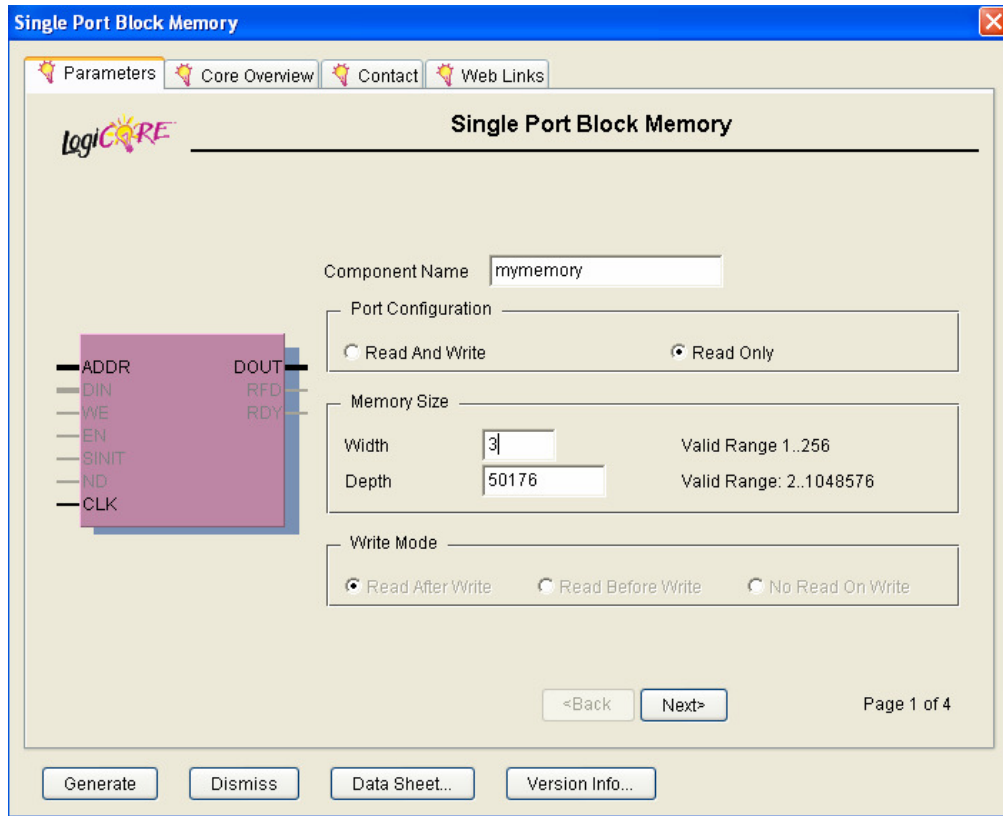 Single Port Block Memory
Parameters Core Overview Contact Web Links
LogiCORE
Single Port Block Memory
Component Name mymemory
Port Configuration
Read And Write Read Only
ADDR DOUT
DIN RFD
WE RDY
EN
SINIT
ND
CLK
Memory Size
Width 3 Valid Range 1..256
Depth 50176 Valid Range: 2..1048576
Write Mode
Read After Write Read Before Write No Read On Write
<Back Next> Page 1 of 4
Generate Dismiss Data Sheet... Version Info...